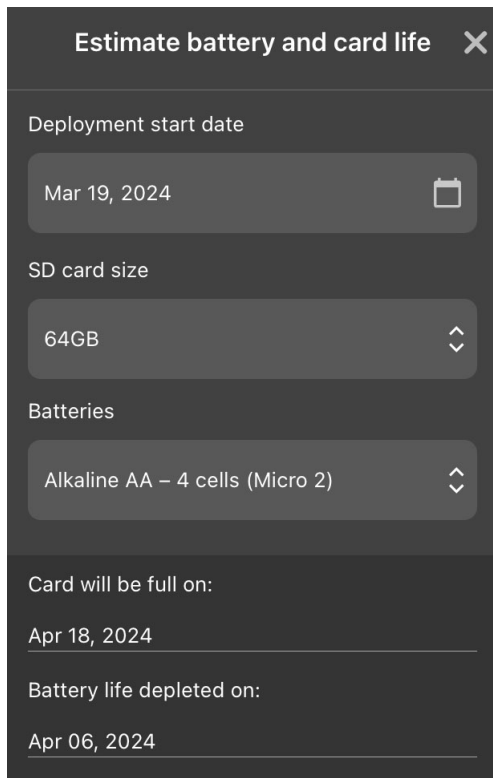 Estimate battery and card life
Deployment start date
Mar 19, 2024
SD card size
64GB
Batteries
Alkaline AA – 4 cells (Micro 2)
Card will be full on:
Apr 18, 2024
Battery life depleted on:
Apr 06, 2024